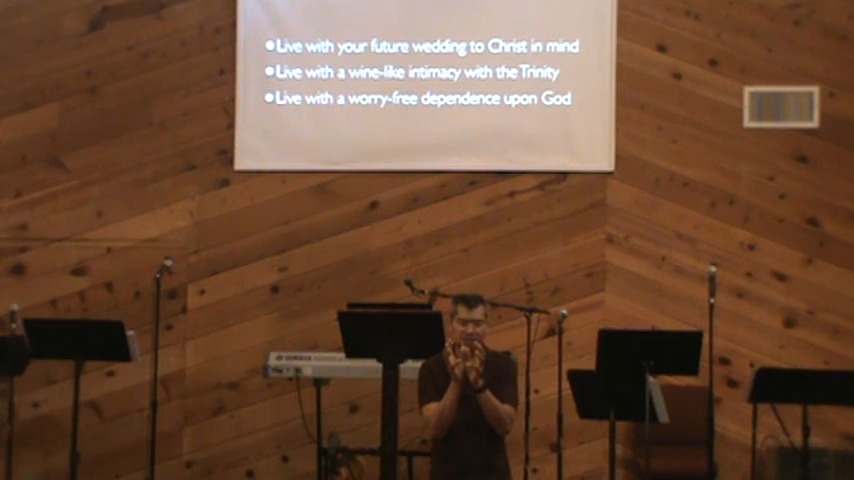 •Live with your future wedding to Christ in mind
•Live with a wine-like intimacy with the Trinity
•Live with a worry-free dependence upon God
YAMAHA